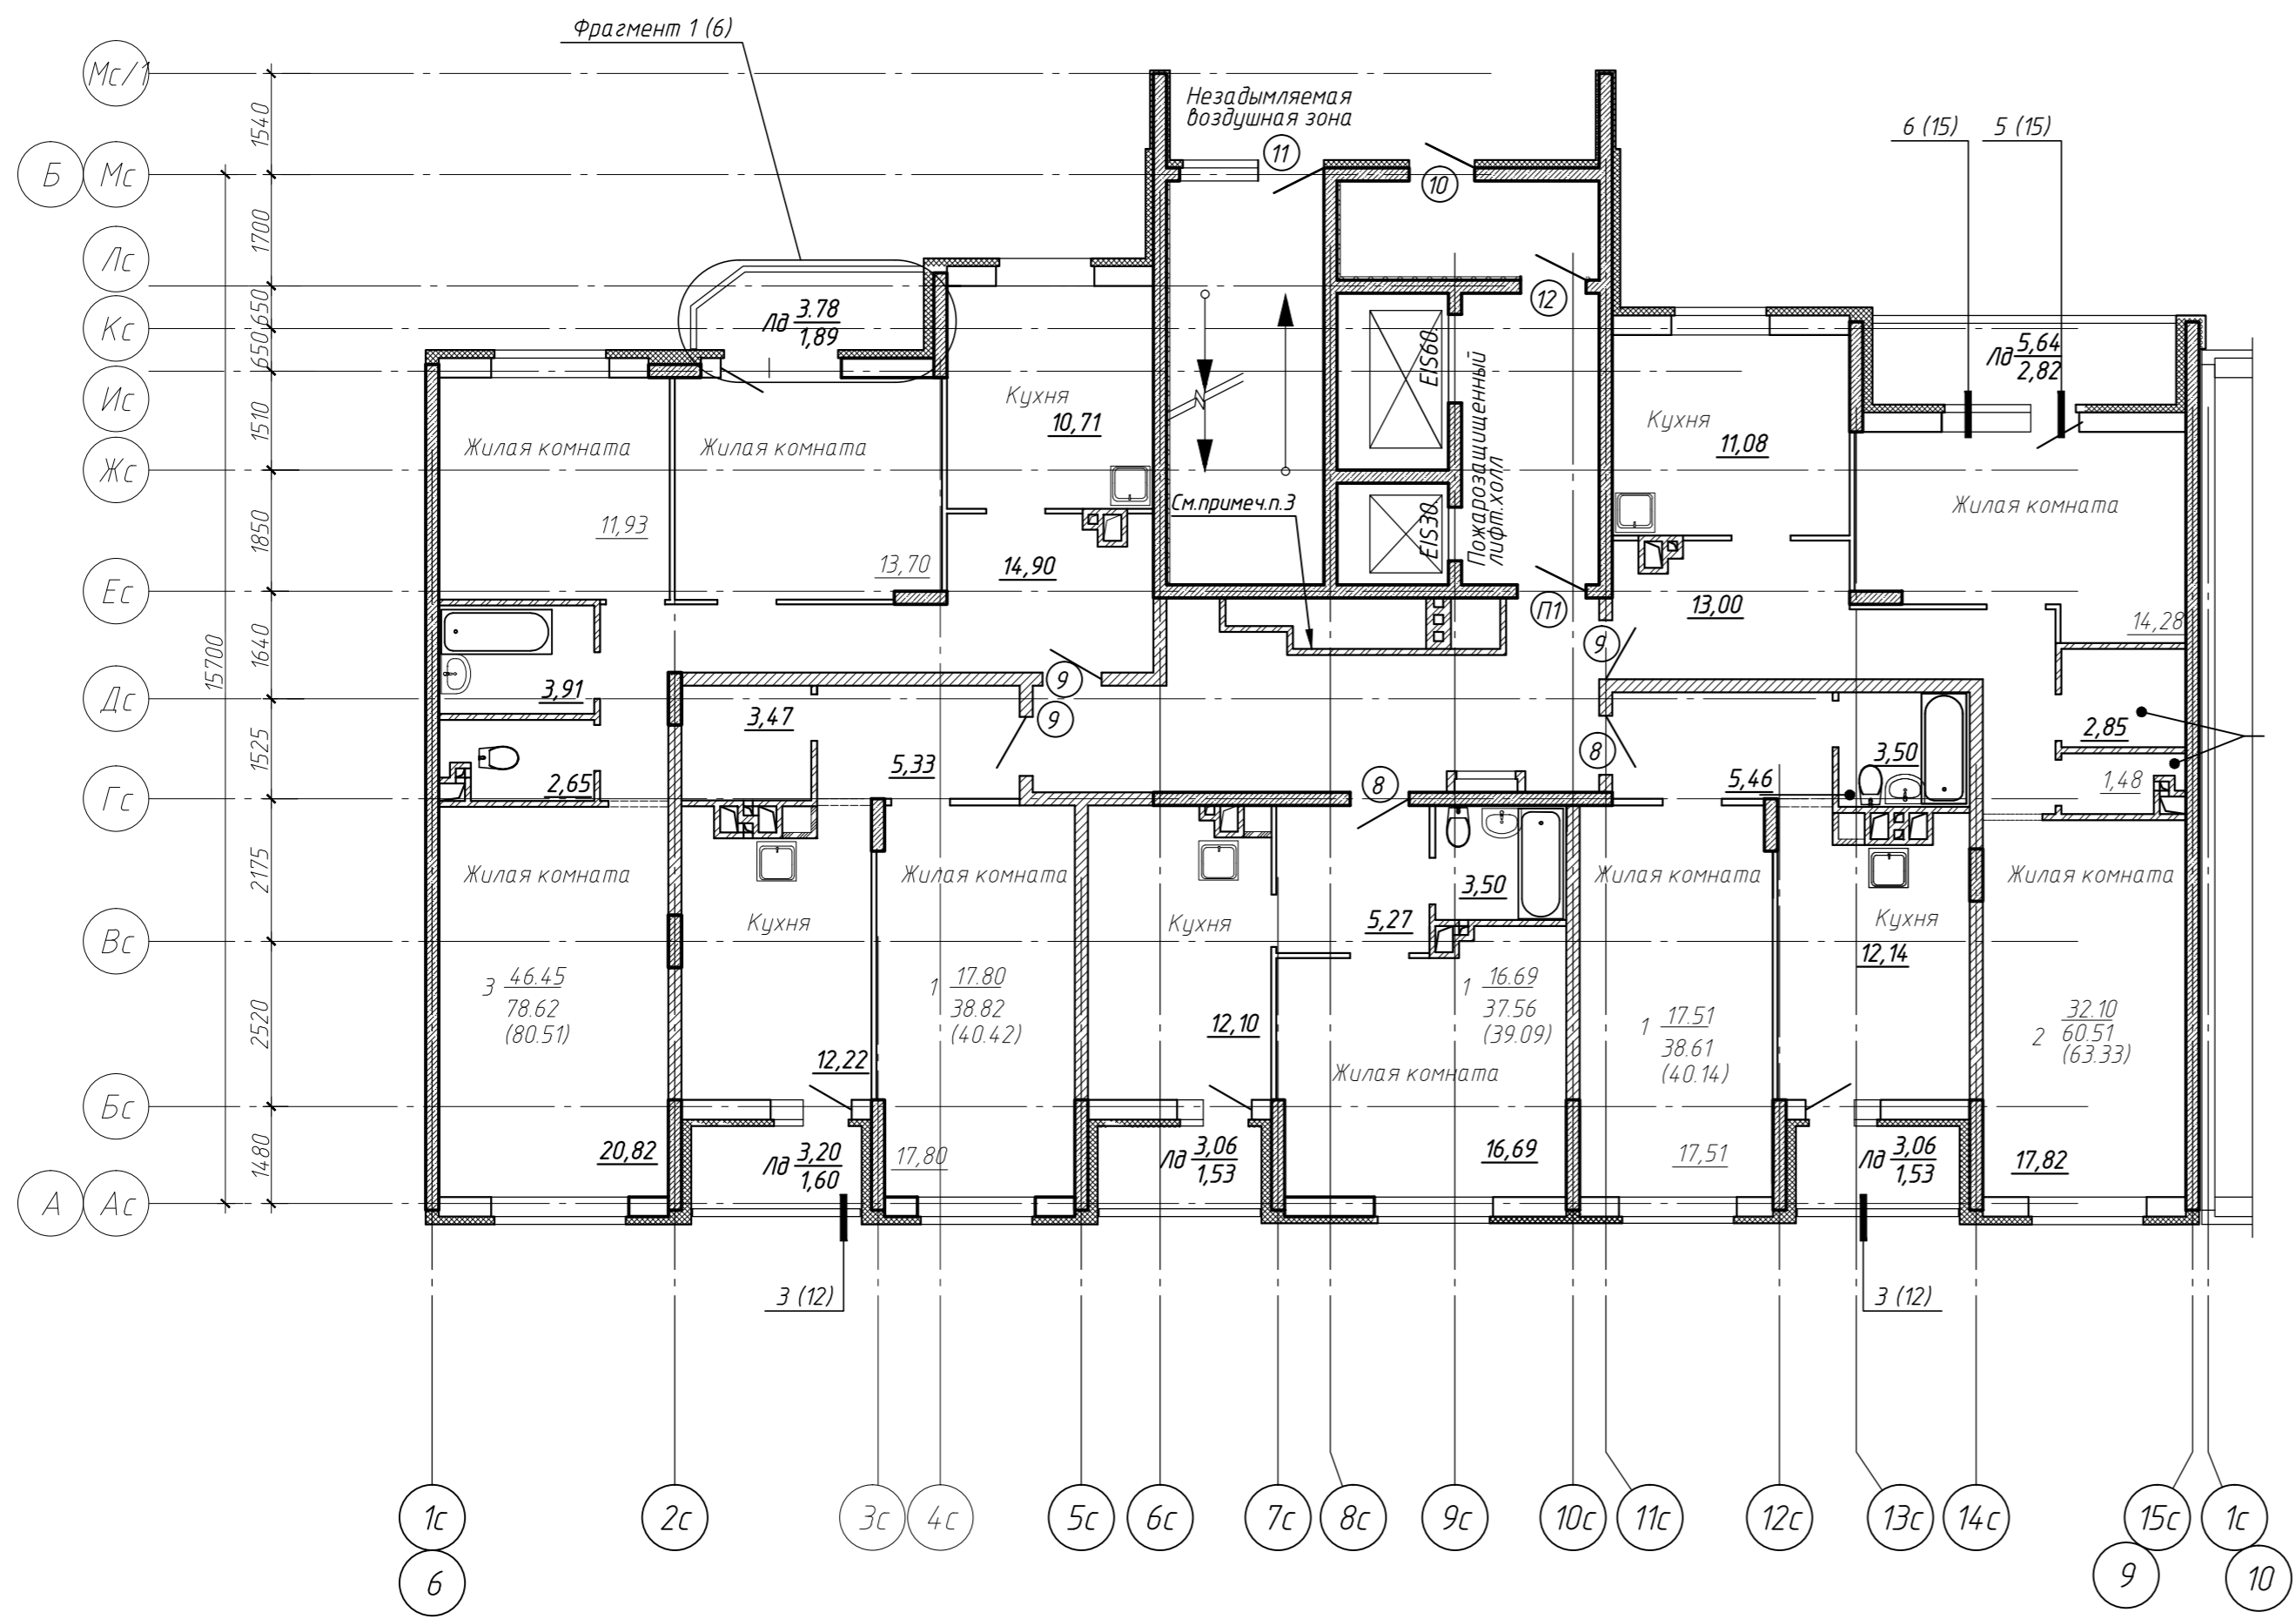 Фрагмент 1 (6)
Мс/1
1540
Незадымляемая
воздушная зона
11
6 (15)
5 (15)
Б
Мс
10
1700
Лс
12
650
Лд 3.78
1,89
Кс
650
EIS60.
Пожарозащищенный
лифт.холл
Лд 5,64
2,82
Ис
1510
Кухня
10,71
Кухня
11,08
Жилая комната
Жилая комната
Жс
Жилая комната
См.примеч.п.3
EIS30.
1850
11,93
13,70
14,90
Ес
П1
13,00
14,28
9
1640
15700
3,91
9
9
Дс
3,47
2,85
8
3,50
1525
5,33
5,46
1,48
2,65
8
Гс
2175
Жилая комната
Жилая комната
3,50
Жилая комната
Жилая комната
Кухня
Кухня
5,27
Кухня
Вс
12,14
3 46.45
78.62
(80.51)
1 17.80
38.82
(40.42)
1 16.69
37.56
(39.09)
1 17.51
38.61
(40.14)
2 32.10
60.51
(63.33)
2520
12,22
12,10
Жилая комната
Бс
1480
20,82
Лд 3,20
1,60
17,80
Лд 3,06
1,53
16,69
17,51
Лд 3,06
1,53
17,82
А
Ас
3 (12)
3 (12)
1с
2с
3с
4с
5с
6с
7с
8с
9с
10с
11с
12с
13с
14с
15с
1с
6
9
10